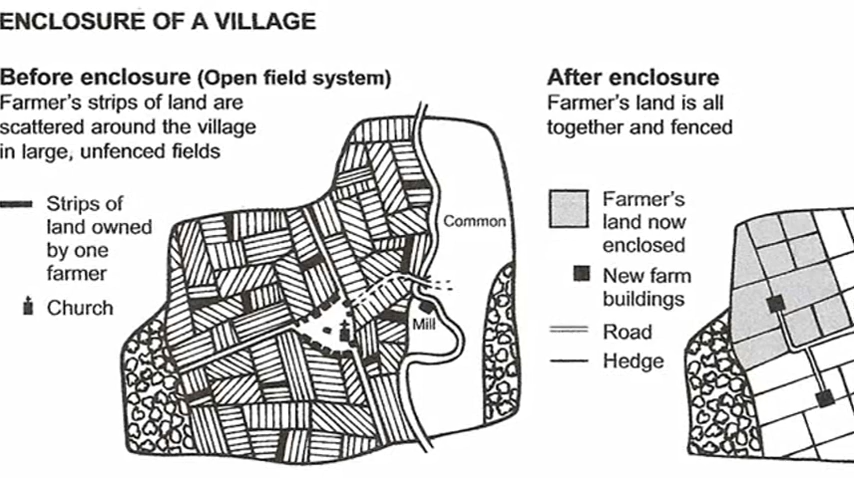 ENCLOSURE OF A VILLAGE
Before enclosure (Open field system)
Farmer's strips of land are
scattered around the village
in large, unfenced fields
Strips of
land owned
by one
farmer
Church
Common
Mill
After enclosure
Farmer's land is all
together and fenced
Farmer's
land now
enclosed
New farm
buildings
Road
Hedge